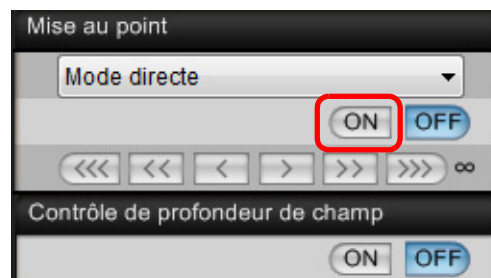 Mise au point
Mode directe
ON OFF
<<< << < > >> >>> ∞
Contrôle de profondeur de champ
ON OFF